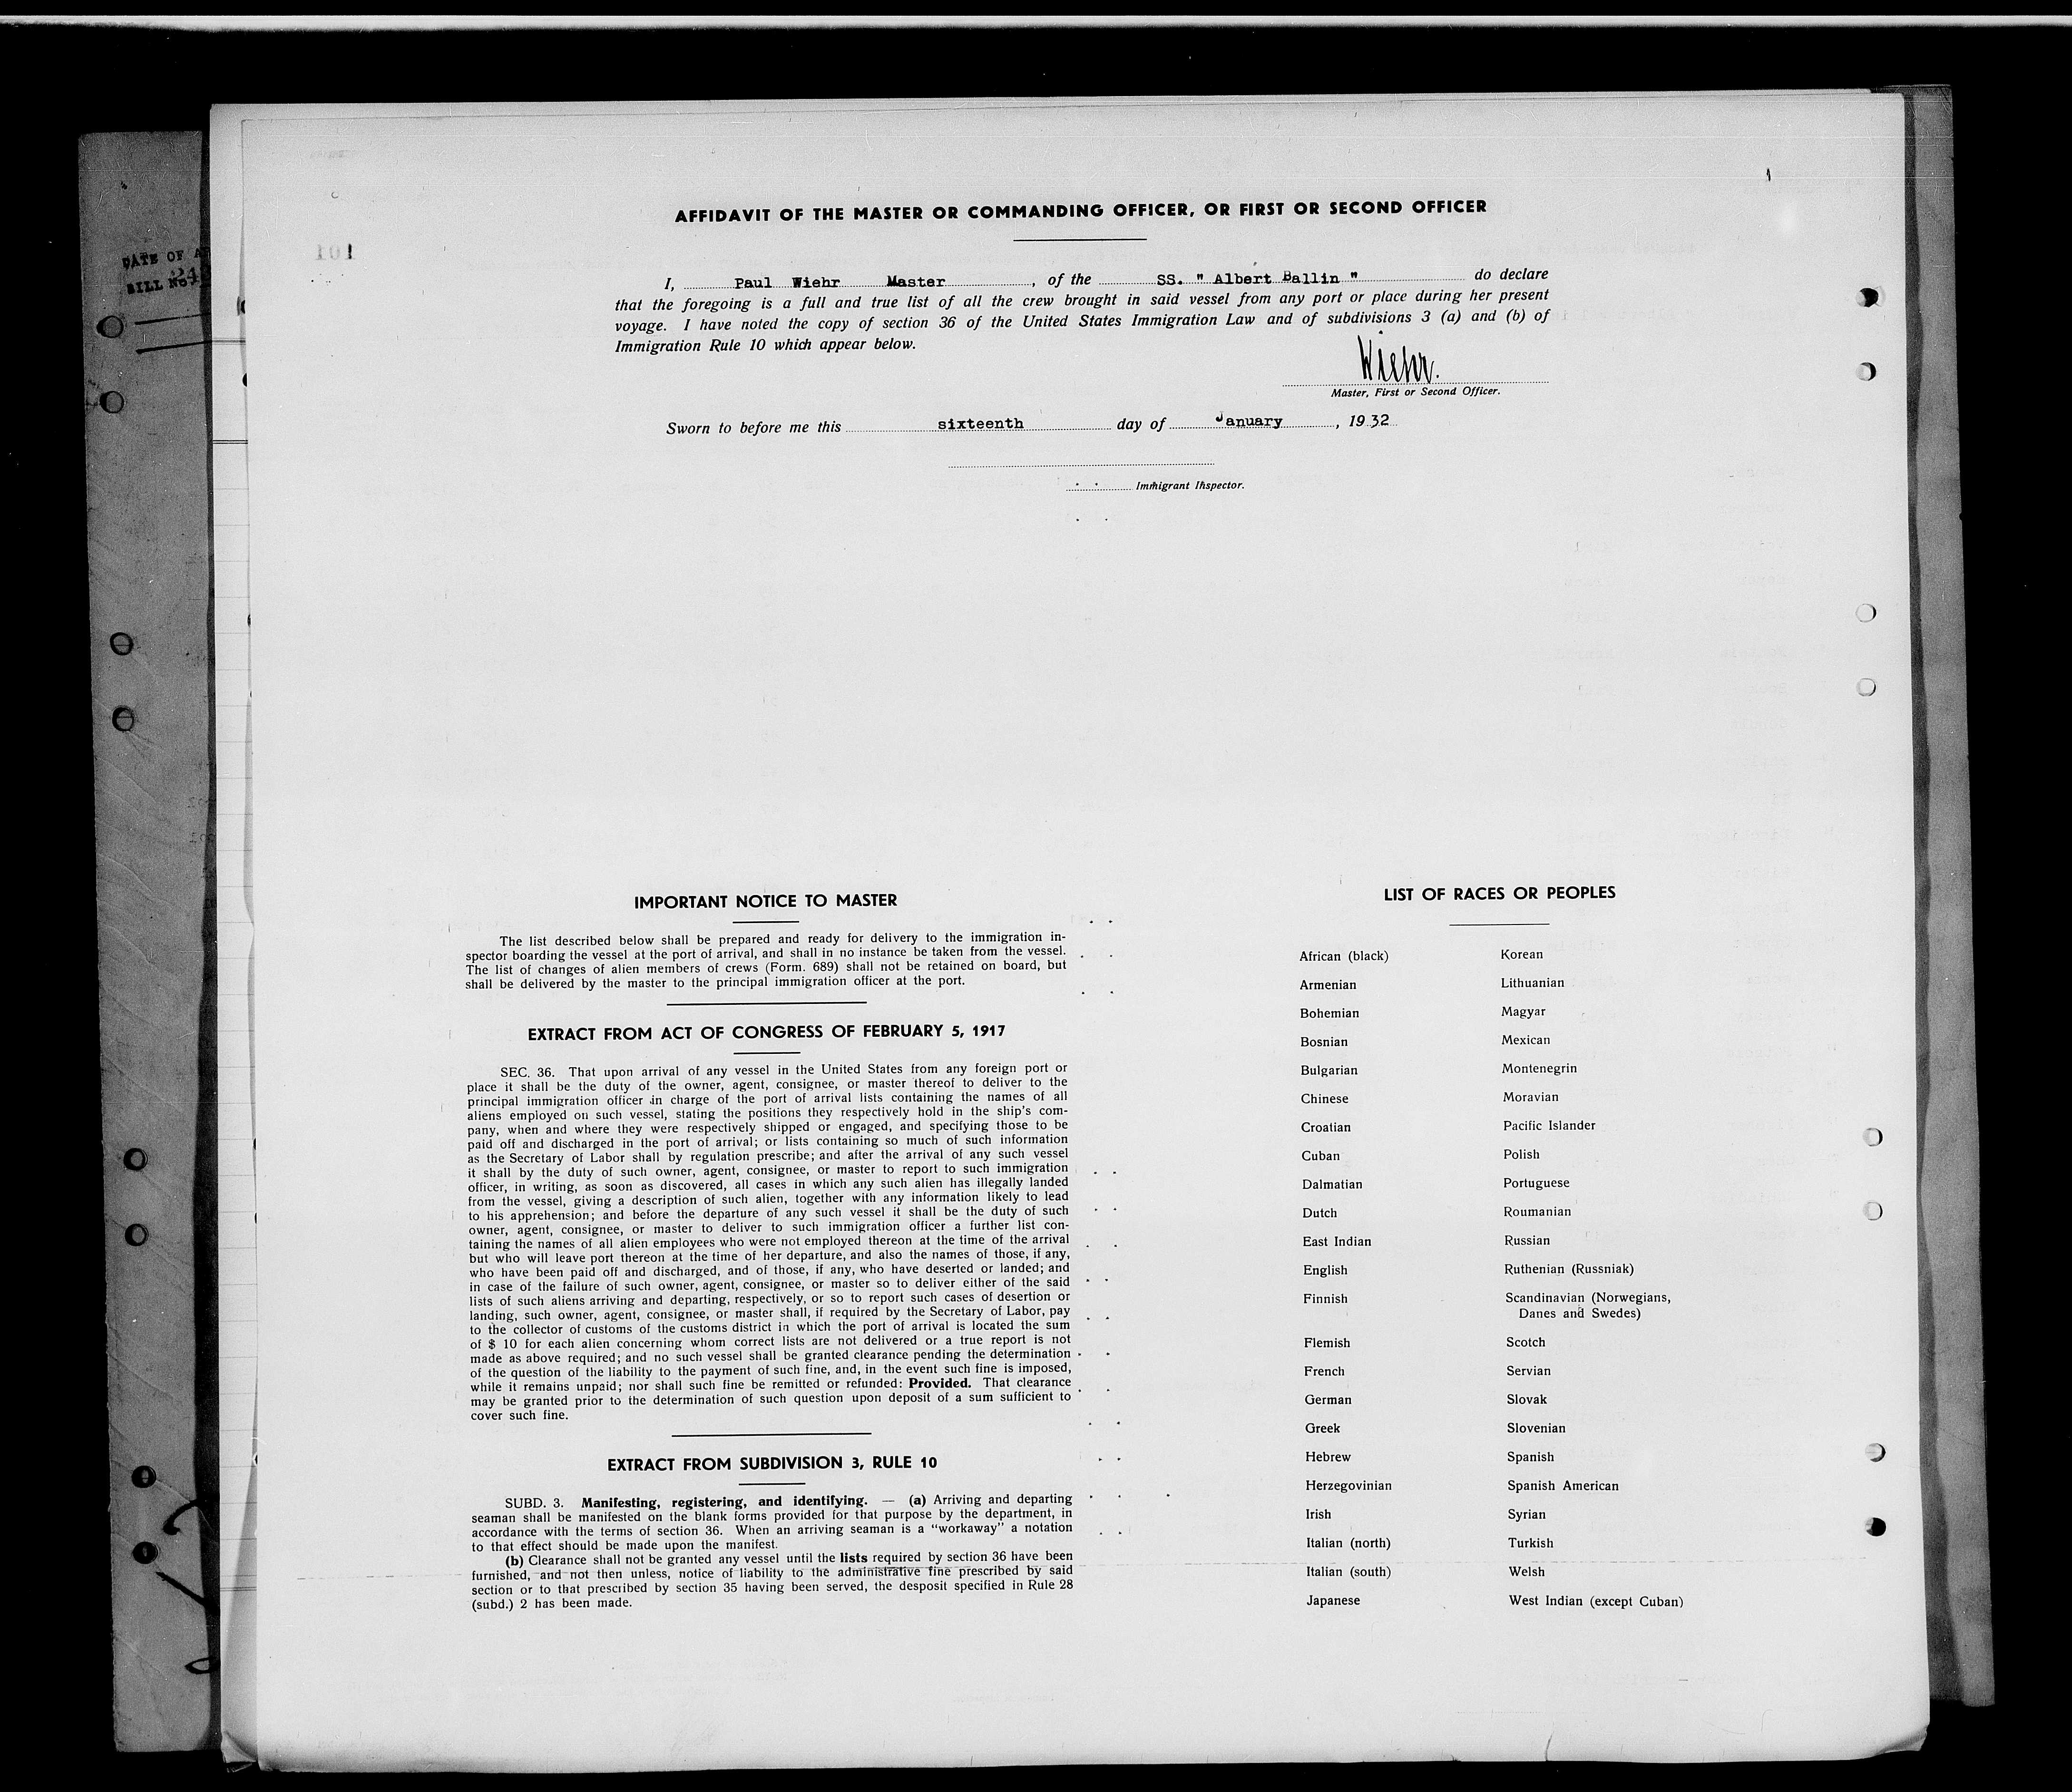 AFFIDAVIT OF THE MASTER OR COMMANDING OFFICER, OR FIRST OR SECOND OFFICER
101
DATE OF
BILL No
I, Paul Wiehr Master, of the SS. " Albert Ballin " do declare
that the foregoing is a full and true list of all the crew brought in said vessel from any port or place during her present
voyage. I have noted the copy of section 36 of the United States Immigration Law and of subdivisions 3 (a) and (b) of
Immigration Rule 10 which appear below.
Wiehr.
Master, First or Second Officer.
Sworn to before me this sixteenth day of January, 1932
Immigrant Inspector.
IMPORTANT NOTICE TO MASTER
The list described below shall be prepared and ready for delivery to the immigration in-
spector boarding the vessel at the port of arrival, and shall in no instance be taken from the vessel.
The list of changes of alien members of crews (Form. 689) shall not be retained on board, but
shall be delivered by the master to the principal immigration officer at the port.
EXTRACT FROM ACT OF CONGRESS OF FEBRUARY 5, 1917
SEC. 36. That upon arrival of any vessel in the United States from any foreign port or
place it shall be the duty of the owner, agent, consignee, or master thereof to deliver to the
principal immigration officer in charge of the port of arrival lists containing the names of all
aliens employed on such vessel, stating the positions they respectively hold in the ship's com-
pany, when and where they were respectively shipped or engaged, and specifying those to be
paid off and discharged in the port of arrival; or lists containing so much of such information
as the Secretary of Labor shall by regulation prescribe; and after the arrival of any such vessel
it shall by the duty of such owner, agent, consignee, or master to report to such immigration
officer, in writing, as soon as discovered, all cases in which any such alien has illegally landed
from the vessel, giving a description of such alien, together with any information likely to lead
to his apprehension; and before the departure of any such vessel it shall be the duty of such
owner, agent, consignee, or master to deliver to such immigration officer a further list con-
taining the names of all alien employees who were not employed thereon at the time of the arrival
but who will leave port thereon at the time of her departure, and also the names of those, if any,
who have been paid off and discharged, and of those, if any, who have deserted or landed; and
in case of the failure of such owner, agent, consignee, or master so to deliver either of the said
lists of such aliens arriving and departing, respectively, or so to report such cases of desertion or
landing, such owner, agent, consignee, or master shall, if required by the Secretary of Labor, pay
to the collector of customs of the customs district in which the port of arrival is located the sum
of $ 10 for each alien concerning whom correct lists are not delivered or a true report is not
made as above required; and no such vessel shall be granted clearance pending the determination
of the question of the liability to the payment of such fine, and, in the event such fine is imposed,
while it remains unpaid; nor shall such fine be remitted or refunded: Provided. That clearance
may be granted prior to the determination of such question upon deposit of a sum sufficient to
cover such fine.
EXTRACT FROM SUBDIVISION 3, RULE 10
SUBD. 3. Manifesting, registering, and identifying. — (a) Arriving and departing
seaman shall be manifested on the blank forms provided for that purpose by the department, in
accordance with the terms of section 36. When an arriving seaman is a "workaway" a notation
to that effect should be made upon the manifest.
(b) Clearance shall not be granted any vessel until the lists required by section 36 have been
furnished, and not then unless, notice of liability to the administrative fine prescribed by said
section or to that prescribed by section 35 having been served, the desposit specified in Rule 28
(subd.) 2 has been made.
LIST OF RACES OR PEOPLES
African (black)
Armenian
Bohemian
Bosnian
Bulgarian
Chinese
Croatian
Cuban
Dalmatian
Dutch
East Indian
English
Finnish
Flemish
French
German
Greek
Hebrew
Herzegovinian
Irish
Italian (north)
Italian (south)
Japanese
Korean
Lithuanian
Magyar
Mexican
Montenegrin
Moravian
Pacific Islander
Polish
Portuguese
Roumanian
Russian
Ruthenian (Russniak)
Scandinavian (Norwegians,
Danes and Swedes)
Scotch
Servian
Slovak
Slovenian
Spanish
Spanish American
Syrian
Turkish
Welsh
West Indian (except Cuban)